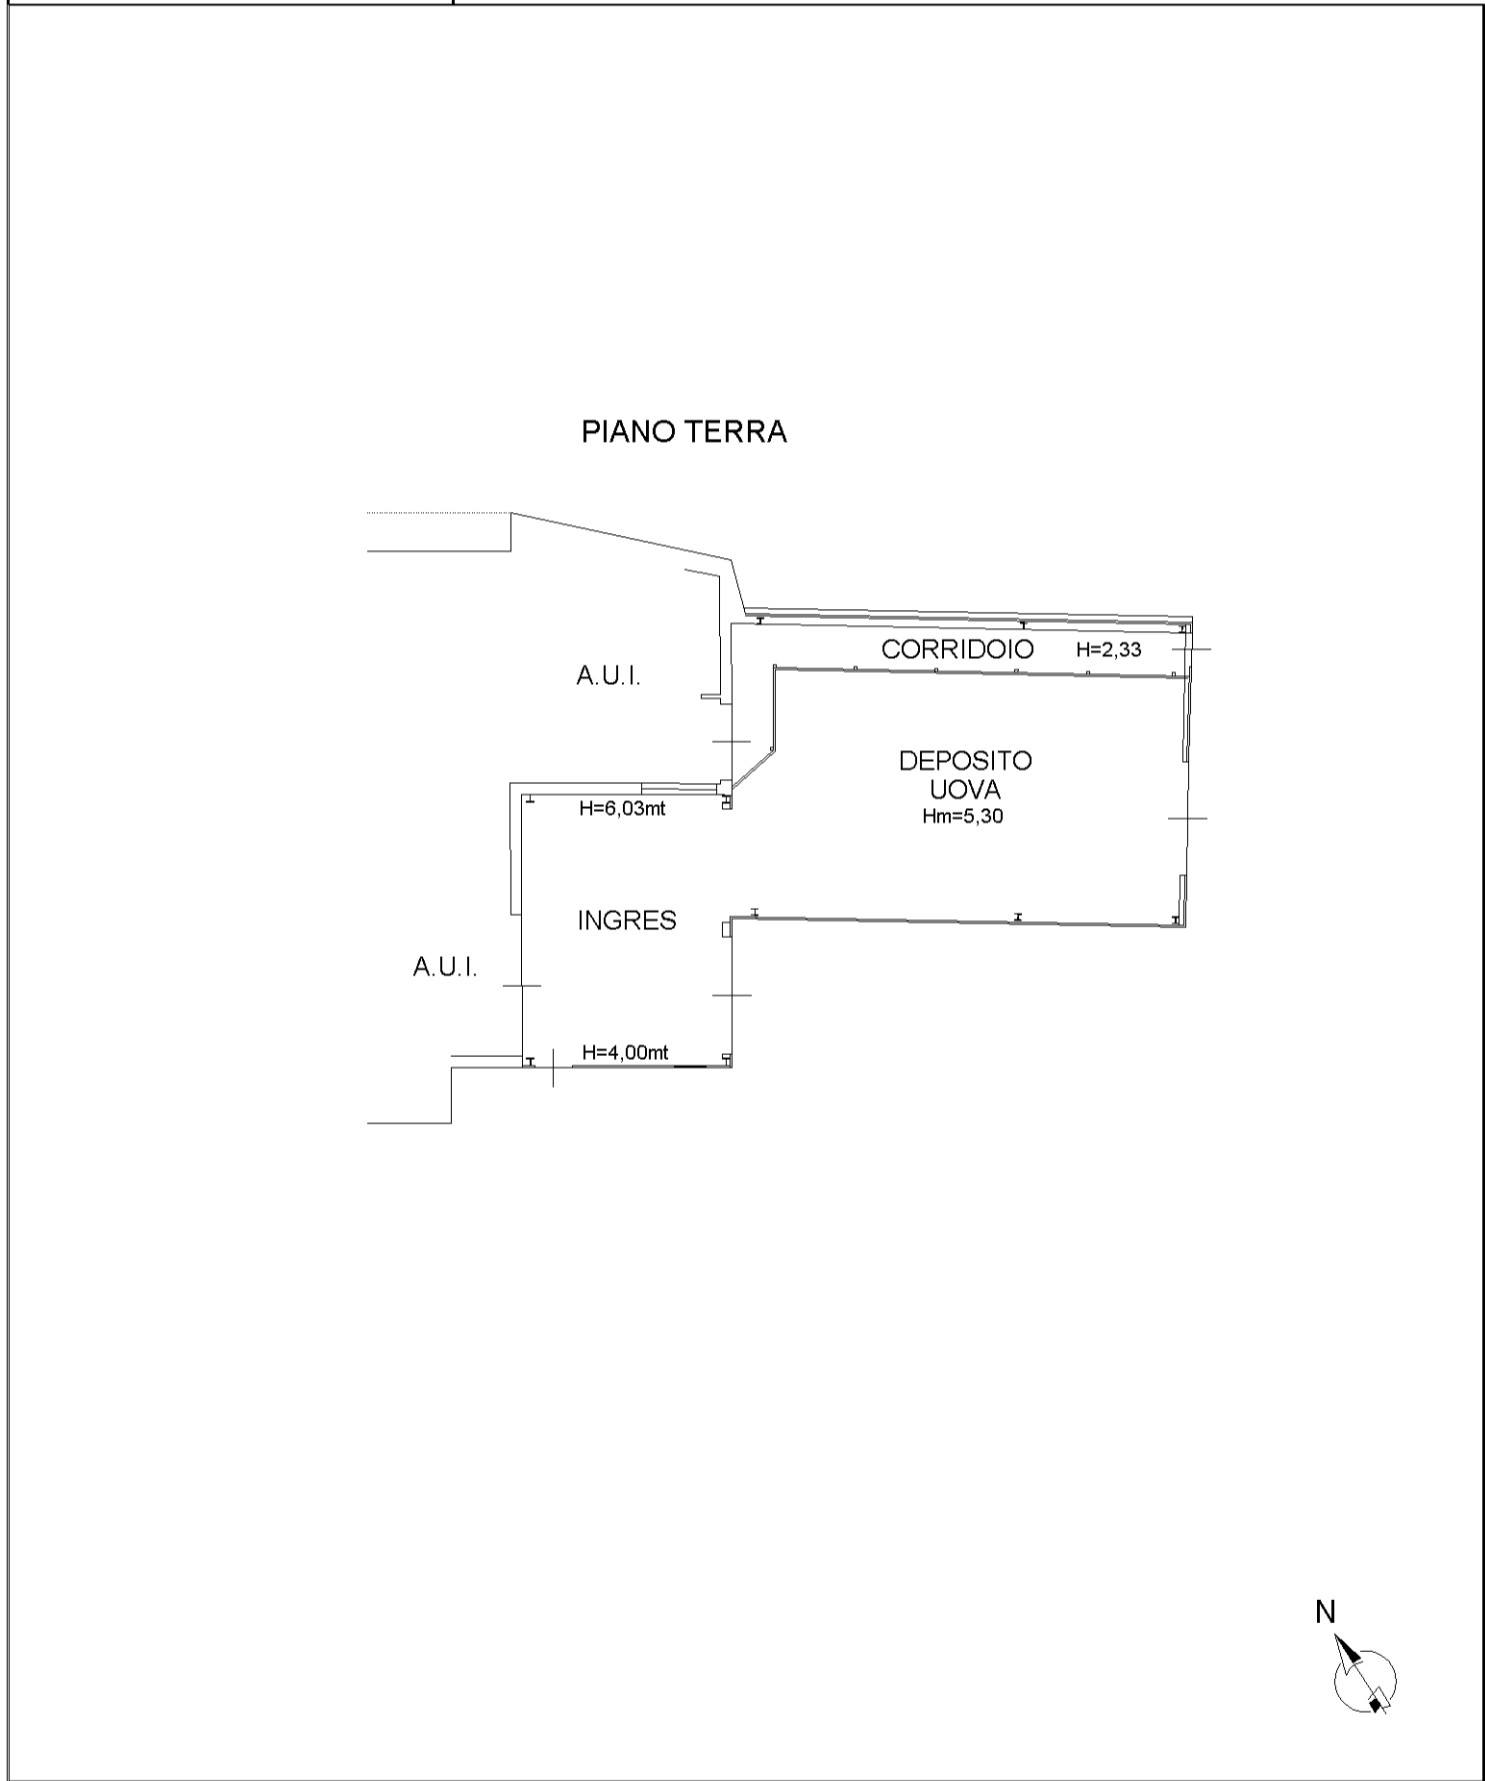 PIANO TERRA
CORRIDOIO H=2,33
A.U.I.
DEPOSITO
UOVA
Hm=5,30
H=6,03mt
INGRES
A.U.I.
H=4,00mt
N